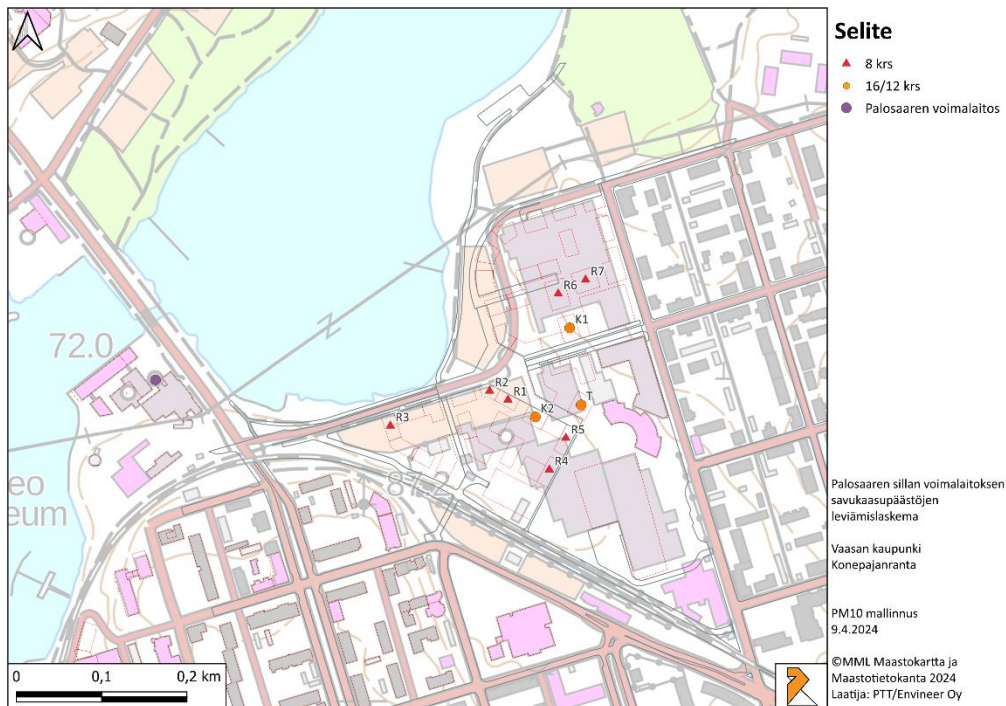 Selite
8 krs
16/12 krs
Palosaaren voimalaitos
R7
R6
K1
72.0
R2
R1
T
K2
R3
R5
R4
87.2
eo
eum
Palosaaren sillan voimalaitoksen
savukaasupäästöjen
leviämislaskema
Vaasan kaupunki
Konepajanranta
PM10 mallinnus
9.4.2024
©MML Maastokartta ja
Maastotietokanta 2024
Laatija: PTT/Envineer Oy
0 0,1 0,2 km